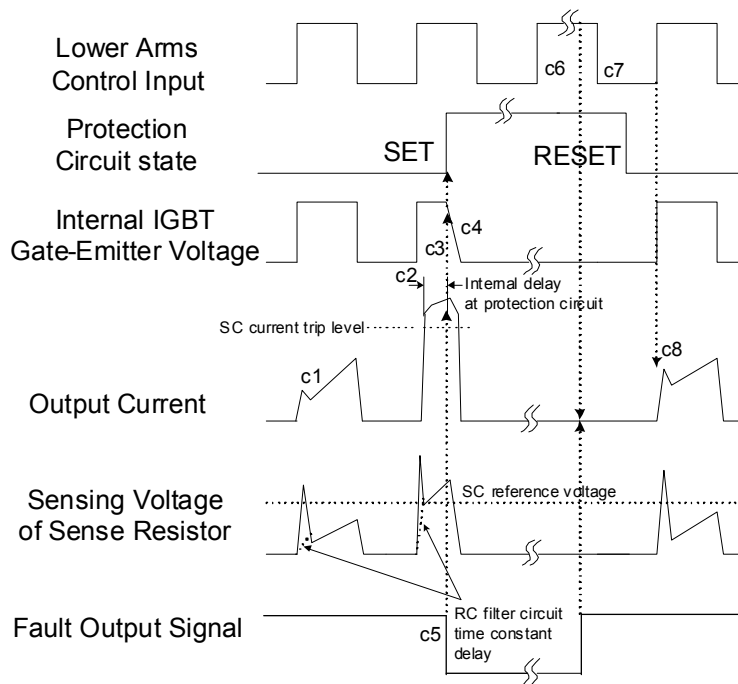 Lower Arms
Control Input
c6
c7
Protection
Circuit state
SET
RESET
Internal IGBT
Gate-Emitter Voltage
c4
c3
c2
Internal delay
at protection circuit
SC current trip level
c1
c8
Output Current
Sensing Voltage
of Sense Resistor
SC reference voltage
Fault Output Signal
c5
RC filter circuit
time constant
delay